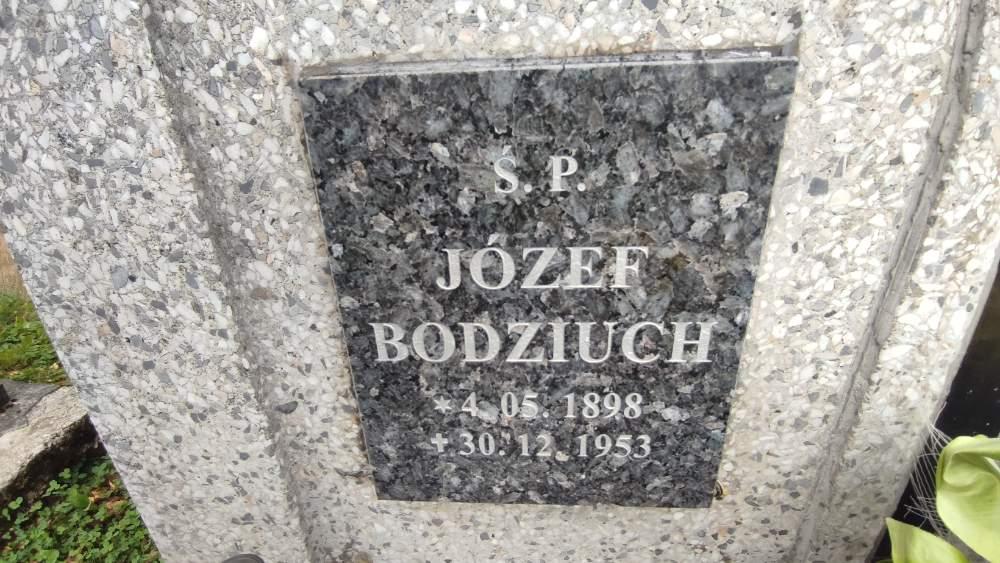 Ś. P.
JÓZEF
BODZIUCH
* 4. 05. 1898
+ 30. 12. 1953